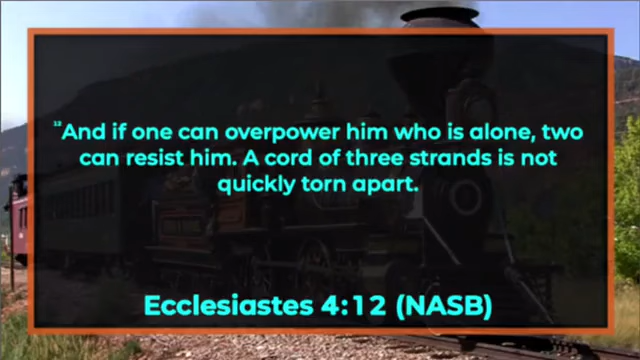 ¹²And if one can overpower him who is alone, two
can resist him. A cord of three strands is not
quickly torn apart.
Ecclesiastes 4:12 (NASB)